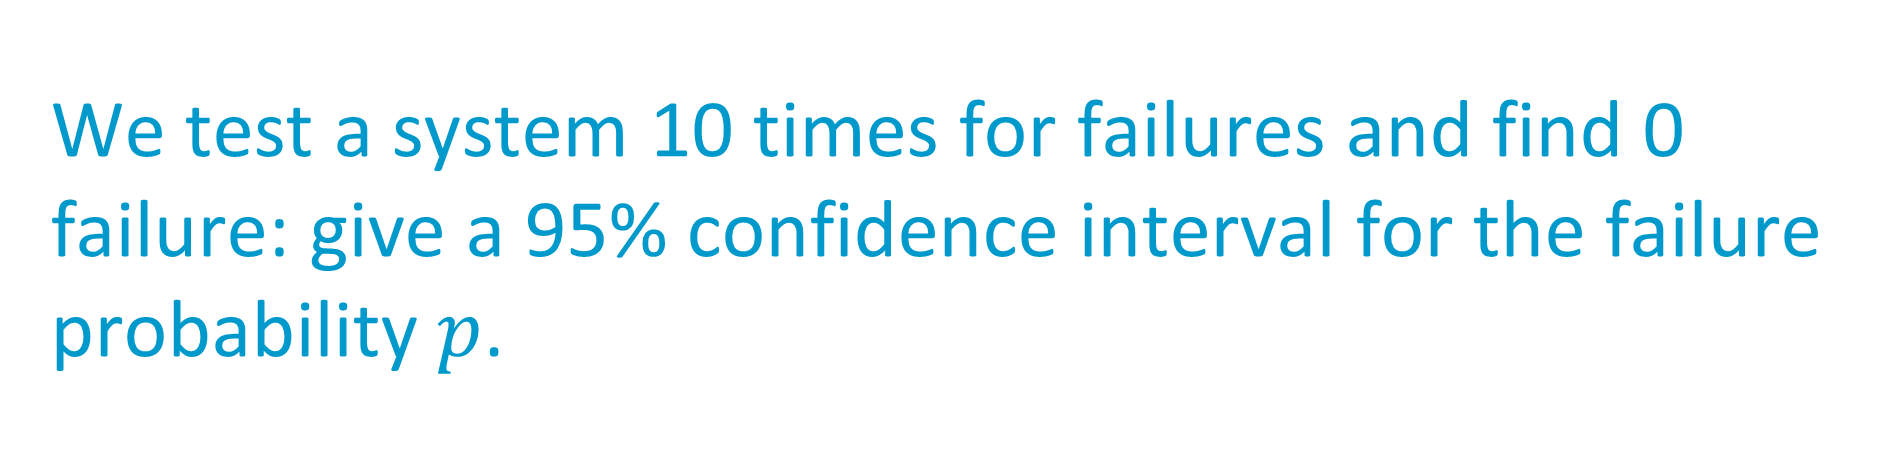 We test a system 10 times for failures and find 0
failure: give a 95% confidence interval for the failure
probability p.